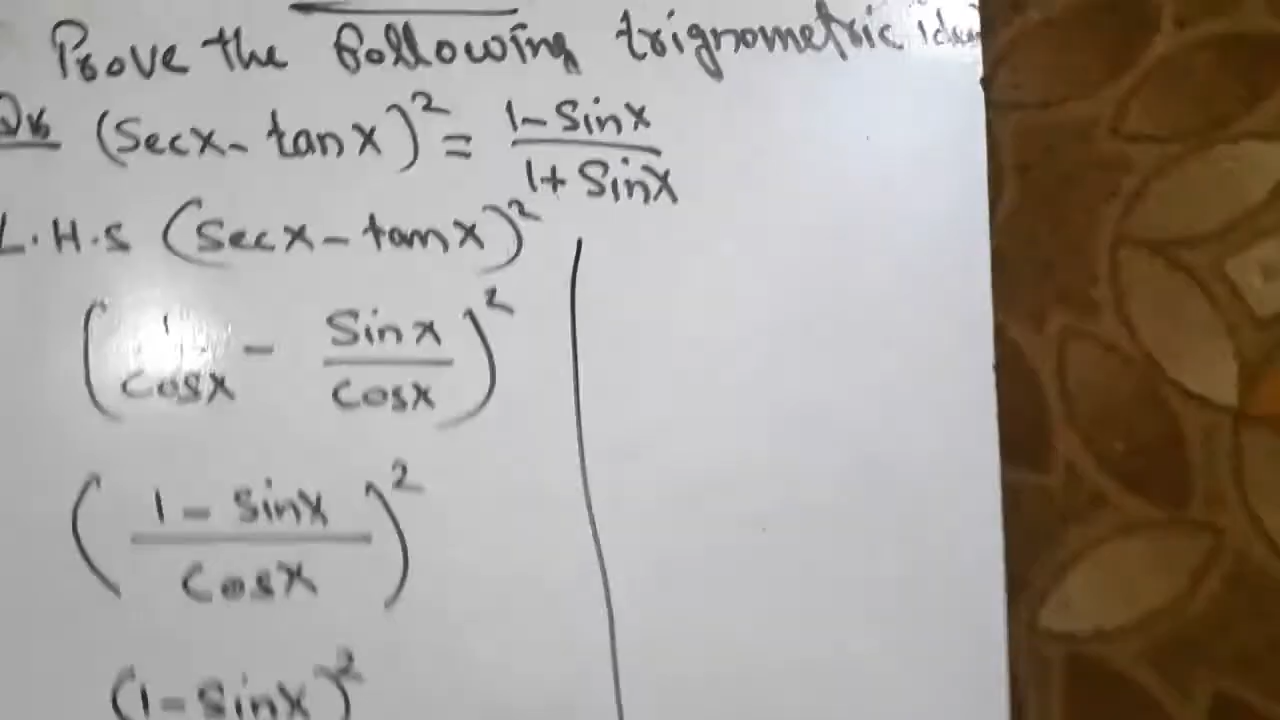 Prove the following trignometric
(Secx - tanx)² = 1 - Sinx / 1 + Sinx
L.H.S (Secx - tanx)²
(1/cosx - Sinx/cosx)²
(1 - Sinx / Cosx)²
(1 - Sinx)²